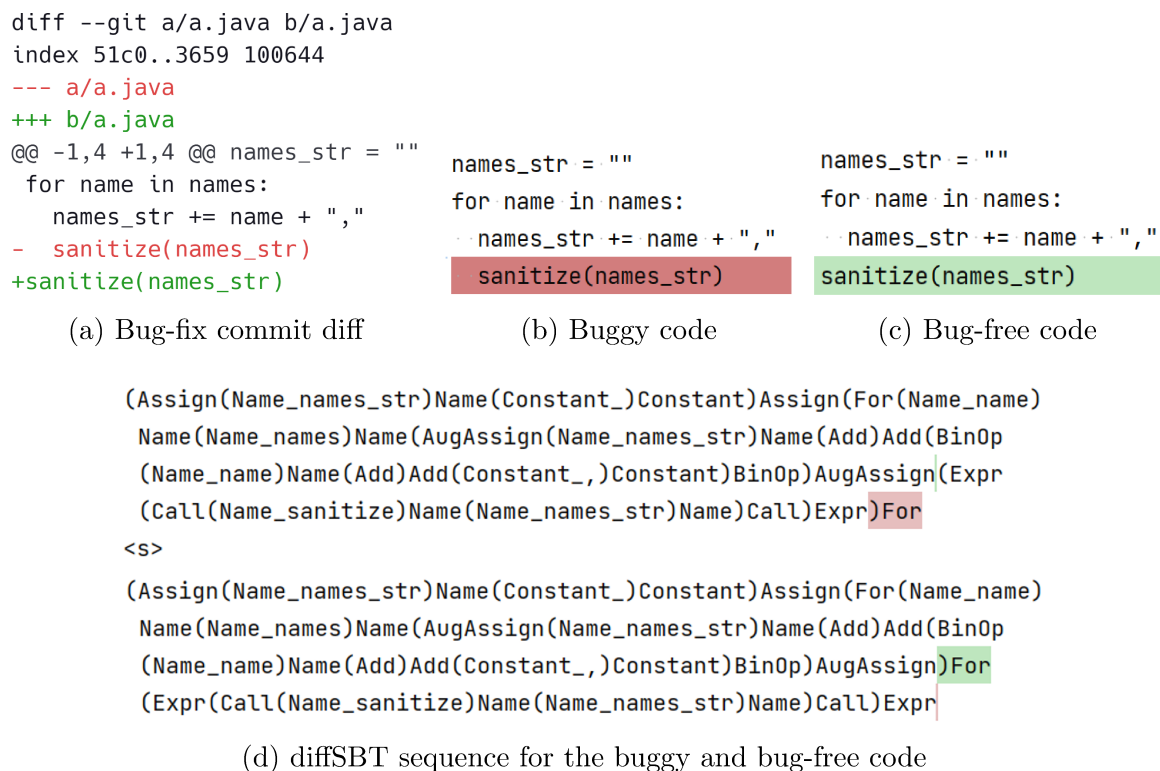 diff --git a/a.java b/a.java
index 51c0..3659 100644
--- a/a.java
+++ b/a.java
@@ -1,4 +1,4 @@ names_str = ""
for name in names:
names_str += name + ","
-  sanitize(names_str)
+sanitize(names_str)
(a) Bug-fix commit diff
names_str = ""
for name in names:
names_str += name + ","
sanitize(names_str)
(b) Buggy code
names_str = ""
for name in names:
names_str += name + ","
sanitize(names_str)
(c) Bug-free code
(Assign(Name_names_str)Name(Constant_)Constant)Assign(For(Name_name)
Name(Name_names)Name(AugAssign(Name_names_str)Name(Add)Add(BinOp
(Name_name)Name(Add)Add(Constant_,)Constant)BinOp)AugAssign(Expr
(Call(Name_sanitize)Name(Name_names_str)Name)Call)Expr)For
<s>
(Assign(Name_names_str)Name(Constant_)Constant)Assign(For(Name_name)
Name(Name_names)Name(AugAssign(Name_names_str)Name(Add)Add(BinOp
(Name_name)Name(Add)Add(Constant_,)Constant)BinOp)AugAssign)For
(Expr(Call(Name_sanitize)Name(Name_names_str)Name)Call)Expr
(d) diffSBT sequence for the buggy and bug-free code